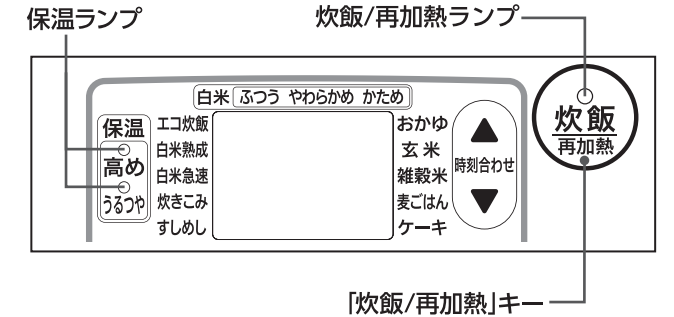 保温ランプ
炊飯/再加熱ランプ
白米 ふつう やわらかめ かため
保温
高め
うるつや
エコ炊飯
白米熟成
白米急速
炊きこみ
すしめし
おかゆ
玄米
雑穀米
麦ごはん
ケーキ
▲
時刻合わせ
▼
炊飯
再加熱
「炊飯/再加熱」キー